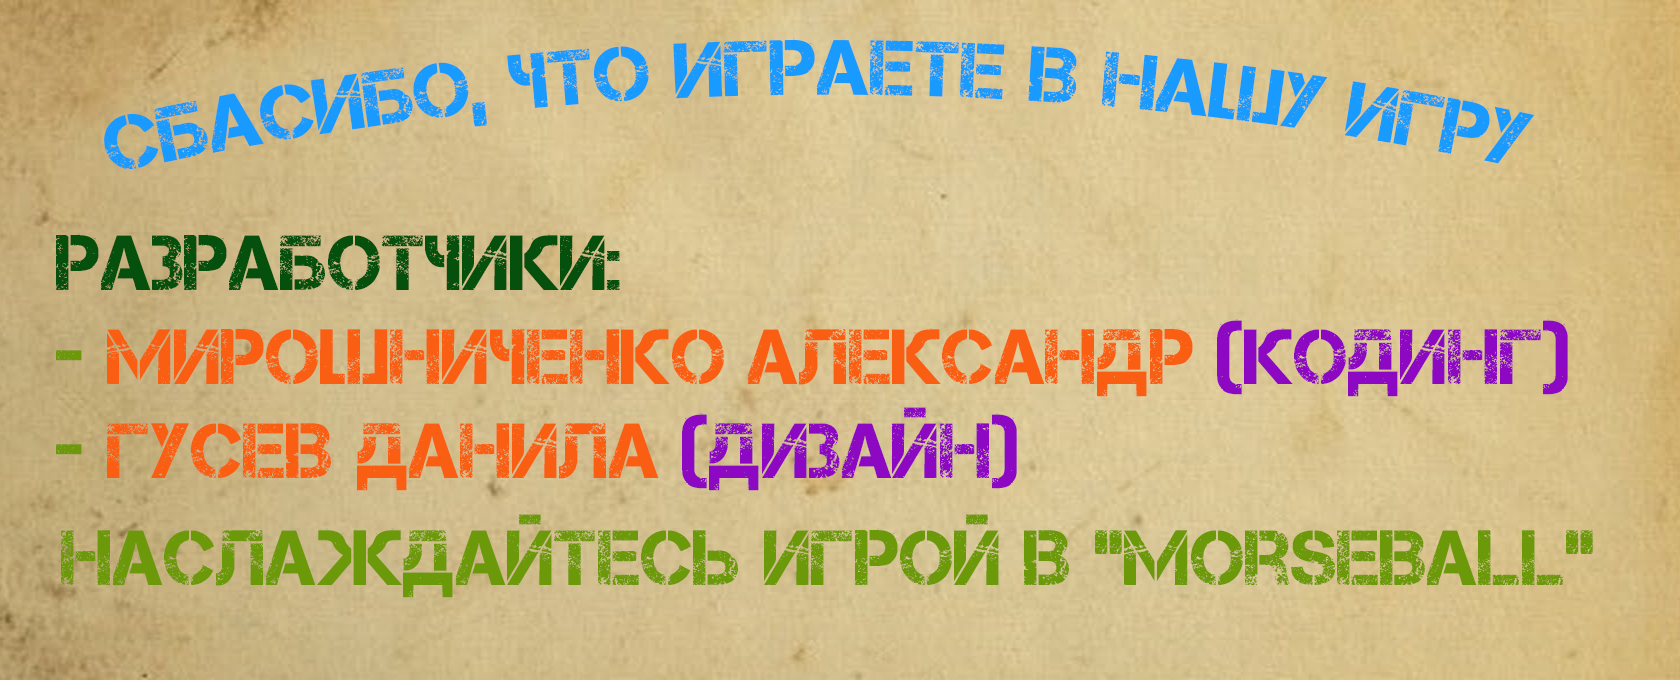 СБАСИБО, ЧТО ИГРАЕТЕ В НАШУ ИГРУ
РАЗРАБОТЧИКИ:
- МИРОШНИЧЕНКО АЛЕКСАНДР (КОДИНГ)
- ГУСЕВ ДАНИЛА (ДИЗАЙН)
НАСЛАЖДАЙТЕСЬ ИГРОЙ В "MORSEBALL"